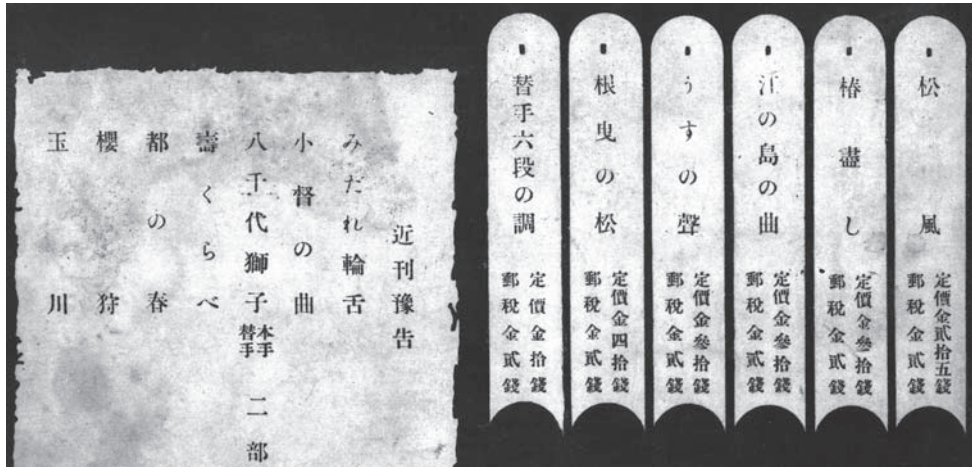 松風
定價金貳拾五錢
郵税金貳錢
椿盡し
定價金參拾錢
郵税金貳錢
江の島の曲
定價金參拾錢
郵税金貳錢
うすの聲
定價金參拾錢
郵税金貳錢
根曳の松
定價金四拾錢
郵税金貳錢
替手六段の調
定價金拾錢
郵税金貳錢
近刊豫告
みだれ輪舌
小督の曲
八千代獅子本手替手二部
壽くらべ
都の春
櫻狩
玉川